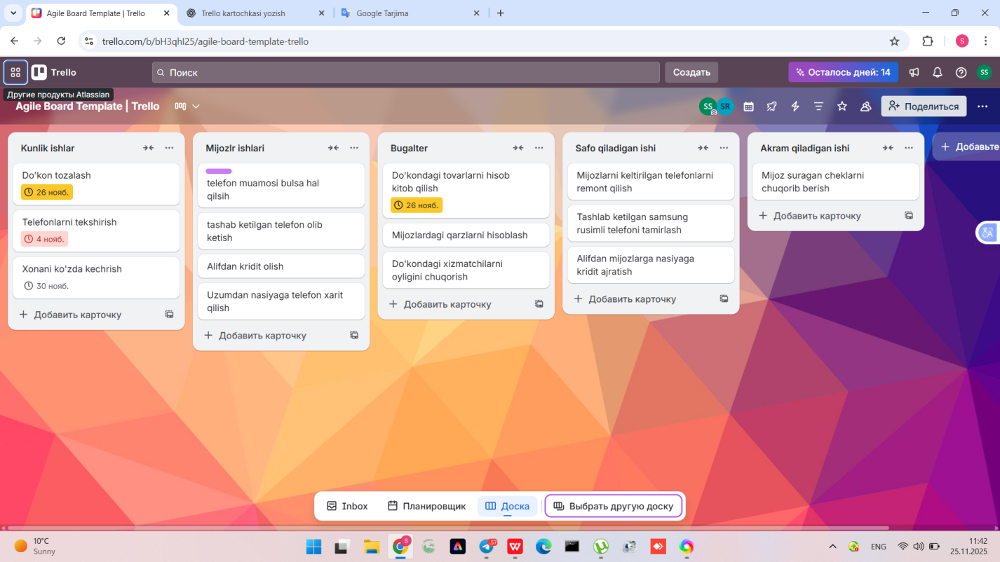 Agile Board Template | Trello
Trello kartochkasi yozish
Google Tarjima
trello.com/b/bH3qhI25/agile-board-template-trello
S
Trello
Поиск
Создать
Осталось дней: 14
SS
Другие продукты Atlassian
Agile Board Template | Trello
SS
SR
Поделиться
Kunlik ishlar
Do'kon tozalash
26 нояб.
Telefonlarni tekshirish
4 нояб.
Xonani ko'zda kechrish
30 нояб.
Добавить карточку
Mijozlr ishlari
telefon muamosi bulsa hal
qilsih
tashab ketilgan telefon olib
ketish
Alifdan kridit olish
Uzumdan nasiyaga telefon xarit
qilish
Добавить карточку
Bugalter
Do'kondagi tovarlarni hisob
kitob qilish
26 нояб.
Mijozlardagi qarzlarni hisoblash
Do'kondagi xizmatchilarni
oyligini chuqorish
Добавить карточку
Safo qiladigan ishi
Mijozlarni keltirilgan telefonlarni
remont qilish
Tashlab ketilgan samsung
rusimli telefoni tamirlash
Alifdan mijozlarga nasiyaga
kridit ajratish
Добавить карточку
Akram qiladigan ishi
Mijoz suragan cheklarni
chuqorib berish
Добавить карточку
Добавьте
Inbox
Планировщик
Доска
Выбрать другую доску
10°C
Sunny
S
57
ENG
11:42
25.11.2025